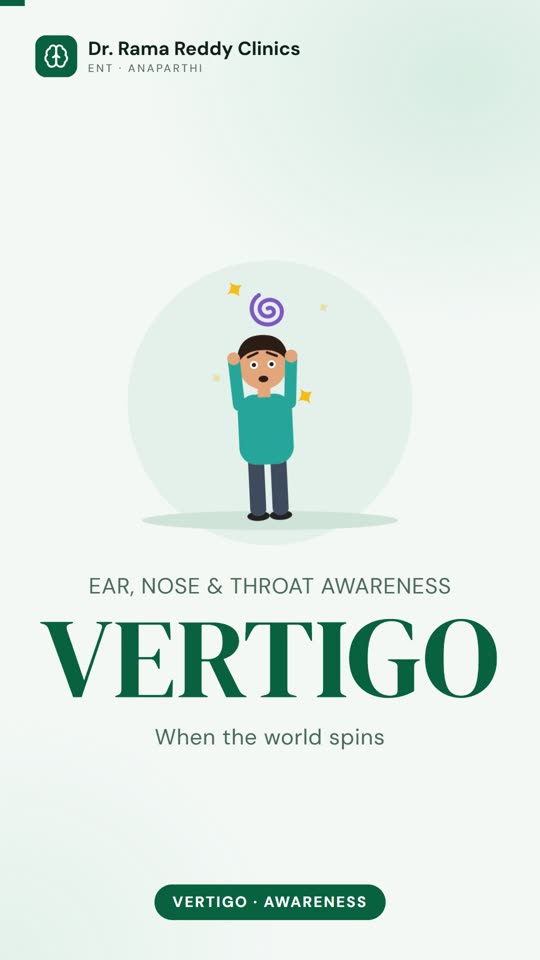 Dr. Rama Reddy Clinics
ENT · ANAPARTHI
EAR, NOSE & THROAT AWARENESS
VERTIGO
When the world spins
VERTIGO · AWARENESS